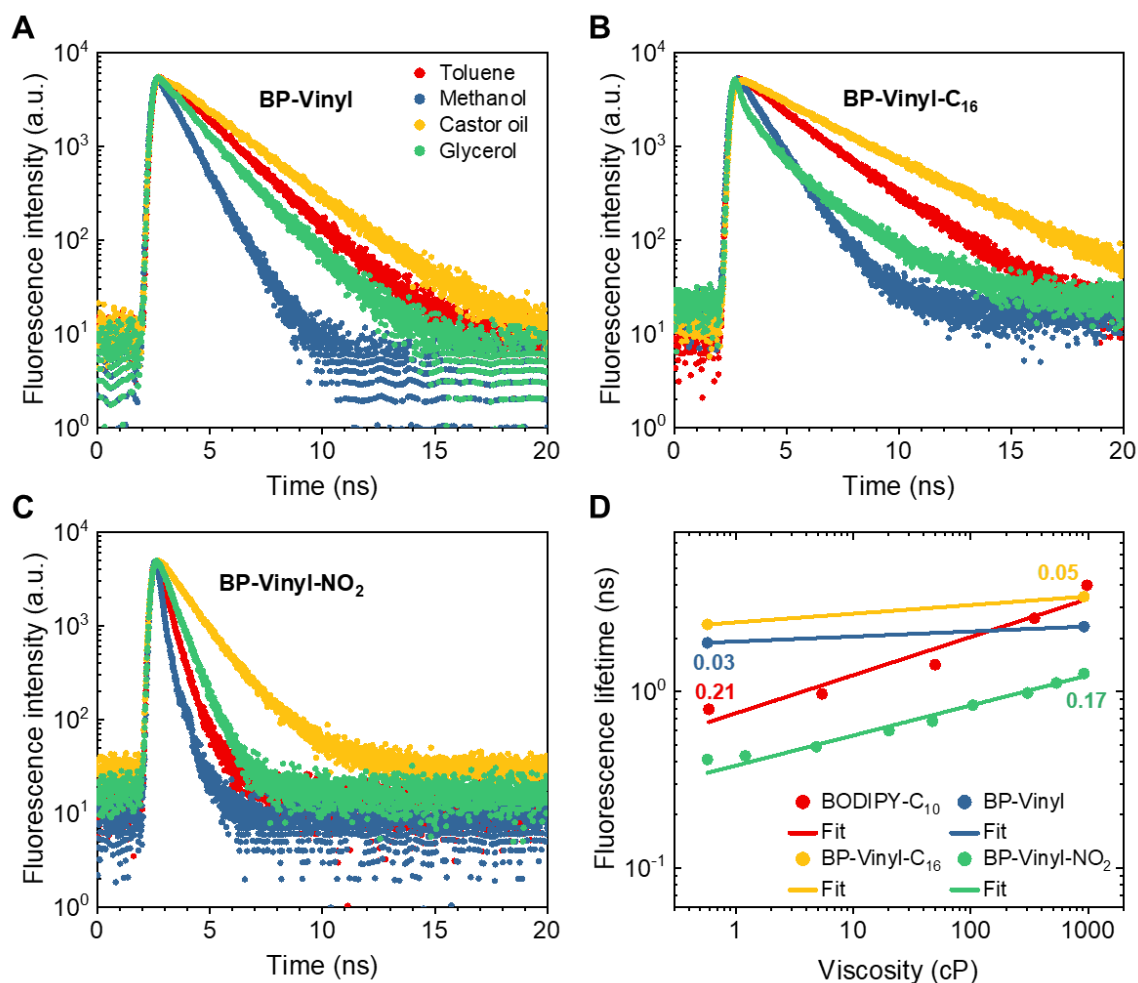 A
BP-Vinyl
Toluene
Methanol
Castor oil
Glycerol
Fluorescence intensity (a.u.)
10⁴
10³
10²
10¹
10⁰
0 5 10 15 20
Time (ns)
B
BP-Vinyl-C₁₆
Fluorescence intensity (a.u.)
10⁴
10³
10²
10¹
10⁰
0 5 10 15 20
Time (ns)
C
BP-Vinyl-NO₂
Fluorescence intensity (a.u.)
10⁴
10³
10²
10¹
10⁰
0 5 10 15 20
Time (ns)
D
Fluorescence lifetime (ns)
10⁰
10⁻¹
0.05
0.03
0.21
0.17
BODIPY-C₁₀ BP-Vinyl
Fit Fit
BP-Vinyl-C₁₆ BP-Vinyl-NO₂
Fit Fit
1 10 100 1000
Viscosity (cP)